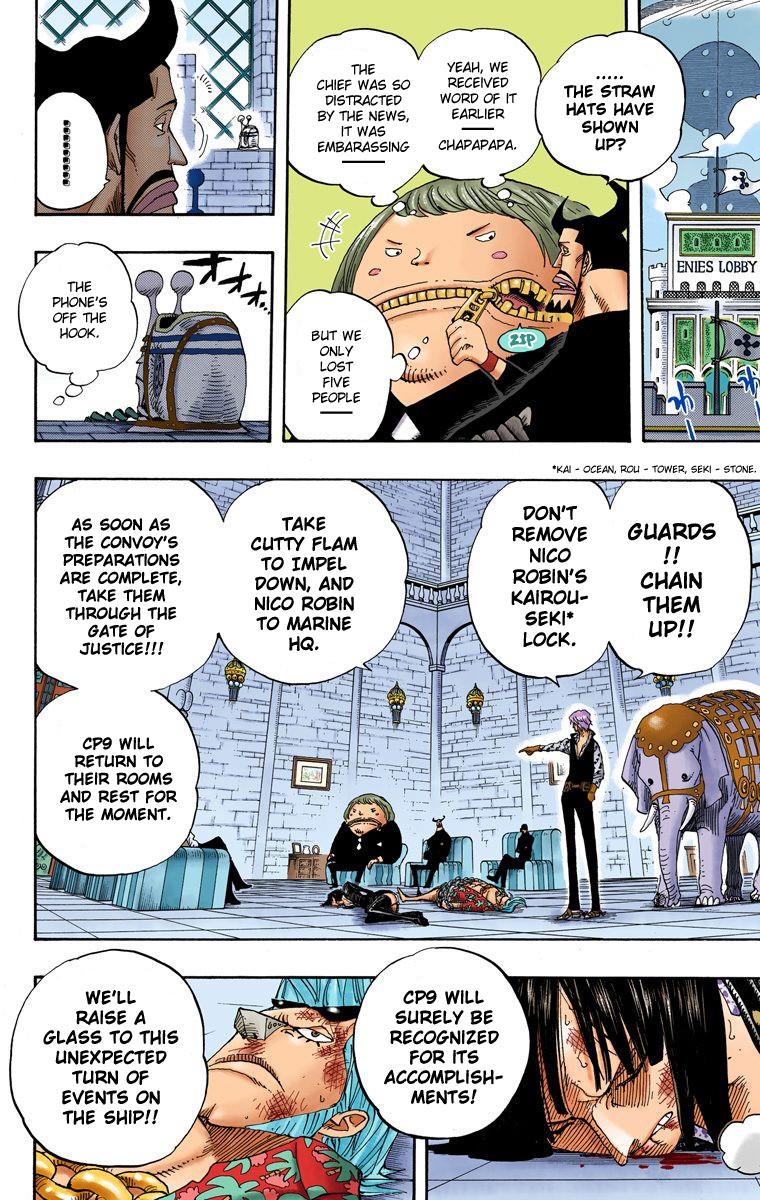 ENIES LOBBY
.....
THE STRAW
HATS HAVE
SHOWN
UP?
YEAH, WE
RECEIVED
WORD OF IT
EARLIER
—
CHAPAPAPA.
THE
CHIEF WAS SO
DISTRACTED
BY THE NEWS,
IT WAS
EMBARASSING
—
ZIP
BUT WE
ONLY
LOST
FIVE
PEOPLE
—
THE
PHONE'S
OFF THE
HOOK.
*KAI - OCEAN, ROU - TOWER, SEKI - STONE.
GUARDS
!!
CHAIN
THEM
UP!!
DON'T
REMOVE
NICO
ROBIN'S
KAIROU-
SEKI*
LOCK.
TAKE
CUTTY FLAM
TO IMPEL
DOWN, AND
NICO ROBIN
TO MARINE
HQ.
AS SOON AS
THE CONVOY'S
PREPARATIONS
ARE COMPLETE,
TAKE THEM
THROUGH THE
GATE OF
JUSTICE!!!
CP9 WILL
RETURN TO
THEIR ROOMS
AND REST FOR
THE MOMENT.
CP9 WILL
SURELY BE
RECOGNIZED
FOR ITS
ACCOMPLISH-
MENTS!
WE'LL
RAISE A
GLASS TO THIS
UNEXPECTED
TURN OF
EVENTS ON
THE SHIP!!